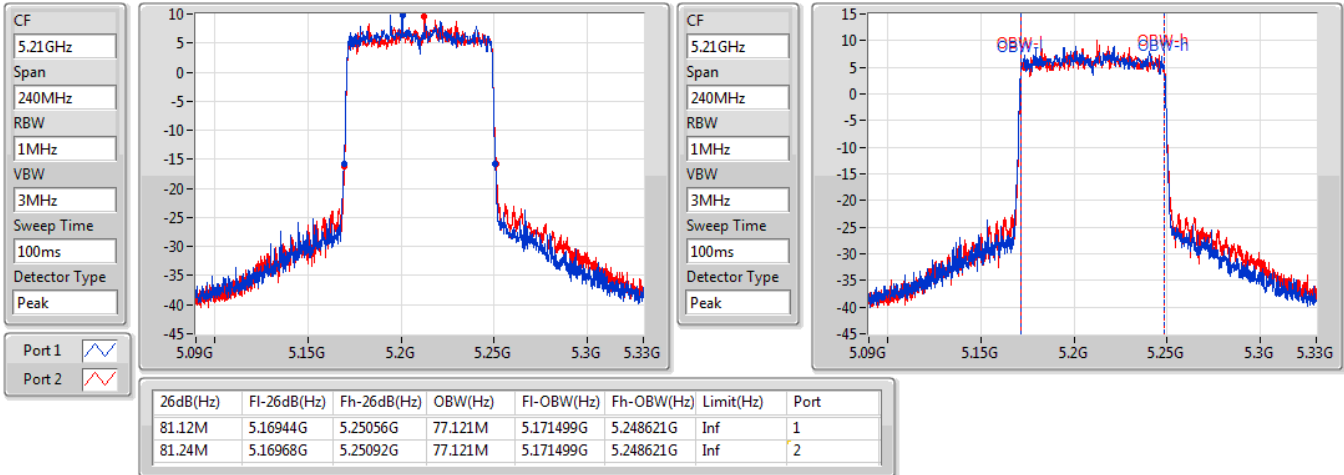 CF
5.21GHz
Span
240MHz
RBW
1MHz
VBW
3MHz
Sweep Time
100ms
Detector Type
Peak
Port 1
Port 2
10
5
0
-5
-10
-15
-20
-25
-30
-35
-40
-45
5.09G 5.15G 5.2G 5.25G 5.3G 5.33G
CF
5.21GHz
Span
240MHz
RBW
1MHz
VBW
3MHz
Sweep Time
100ms
Detector Type
Peak
15
10
5
0
-5
-10
-15
-20
-25
-30
-35
-40
-45
OBW-l OBW-h
OBW-l OBW-h
5.09G 5.15G 5.2G 5.25G 5.3G 5.33G
26dB(Hz) Fl-26dB(Hz) Fh-26dB(Hz) OBW(Hz) Fl-OBW(Hz) Fh-OBW(Hz) Limit(Hz) Port
81.12M 5.16944G 5.25056G 77.121M 5.171499G 5.248621G Inf 1
81.24M 5.16968G 5.25092G 77.121M 5.171499G 5.248621G Inf 2